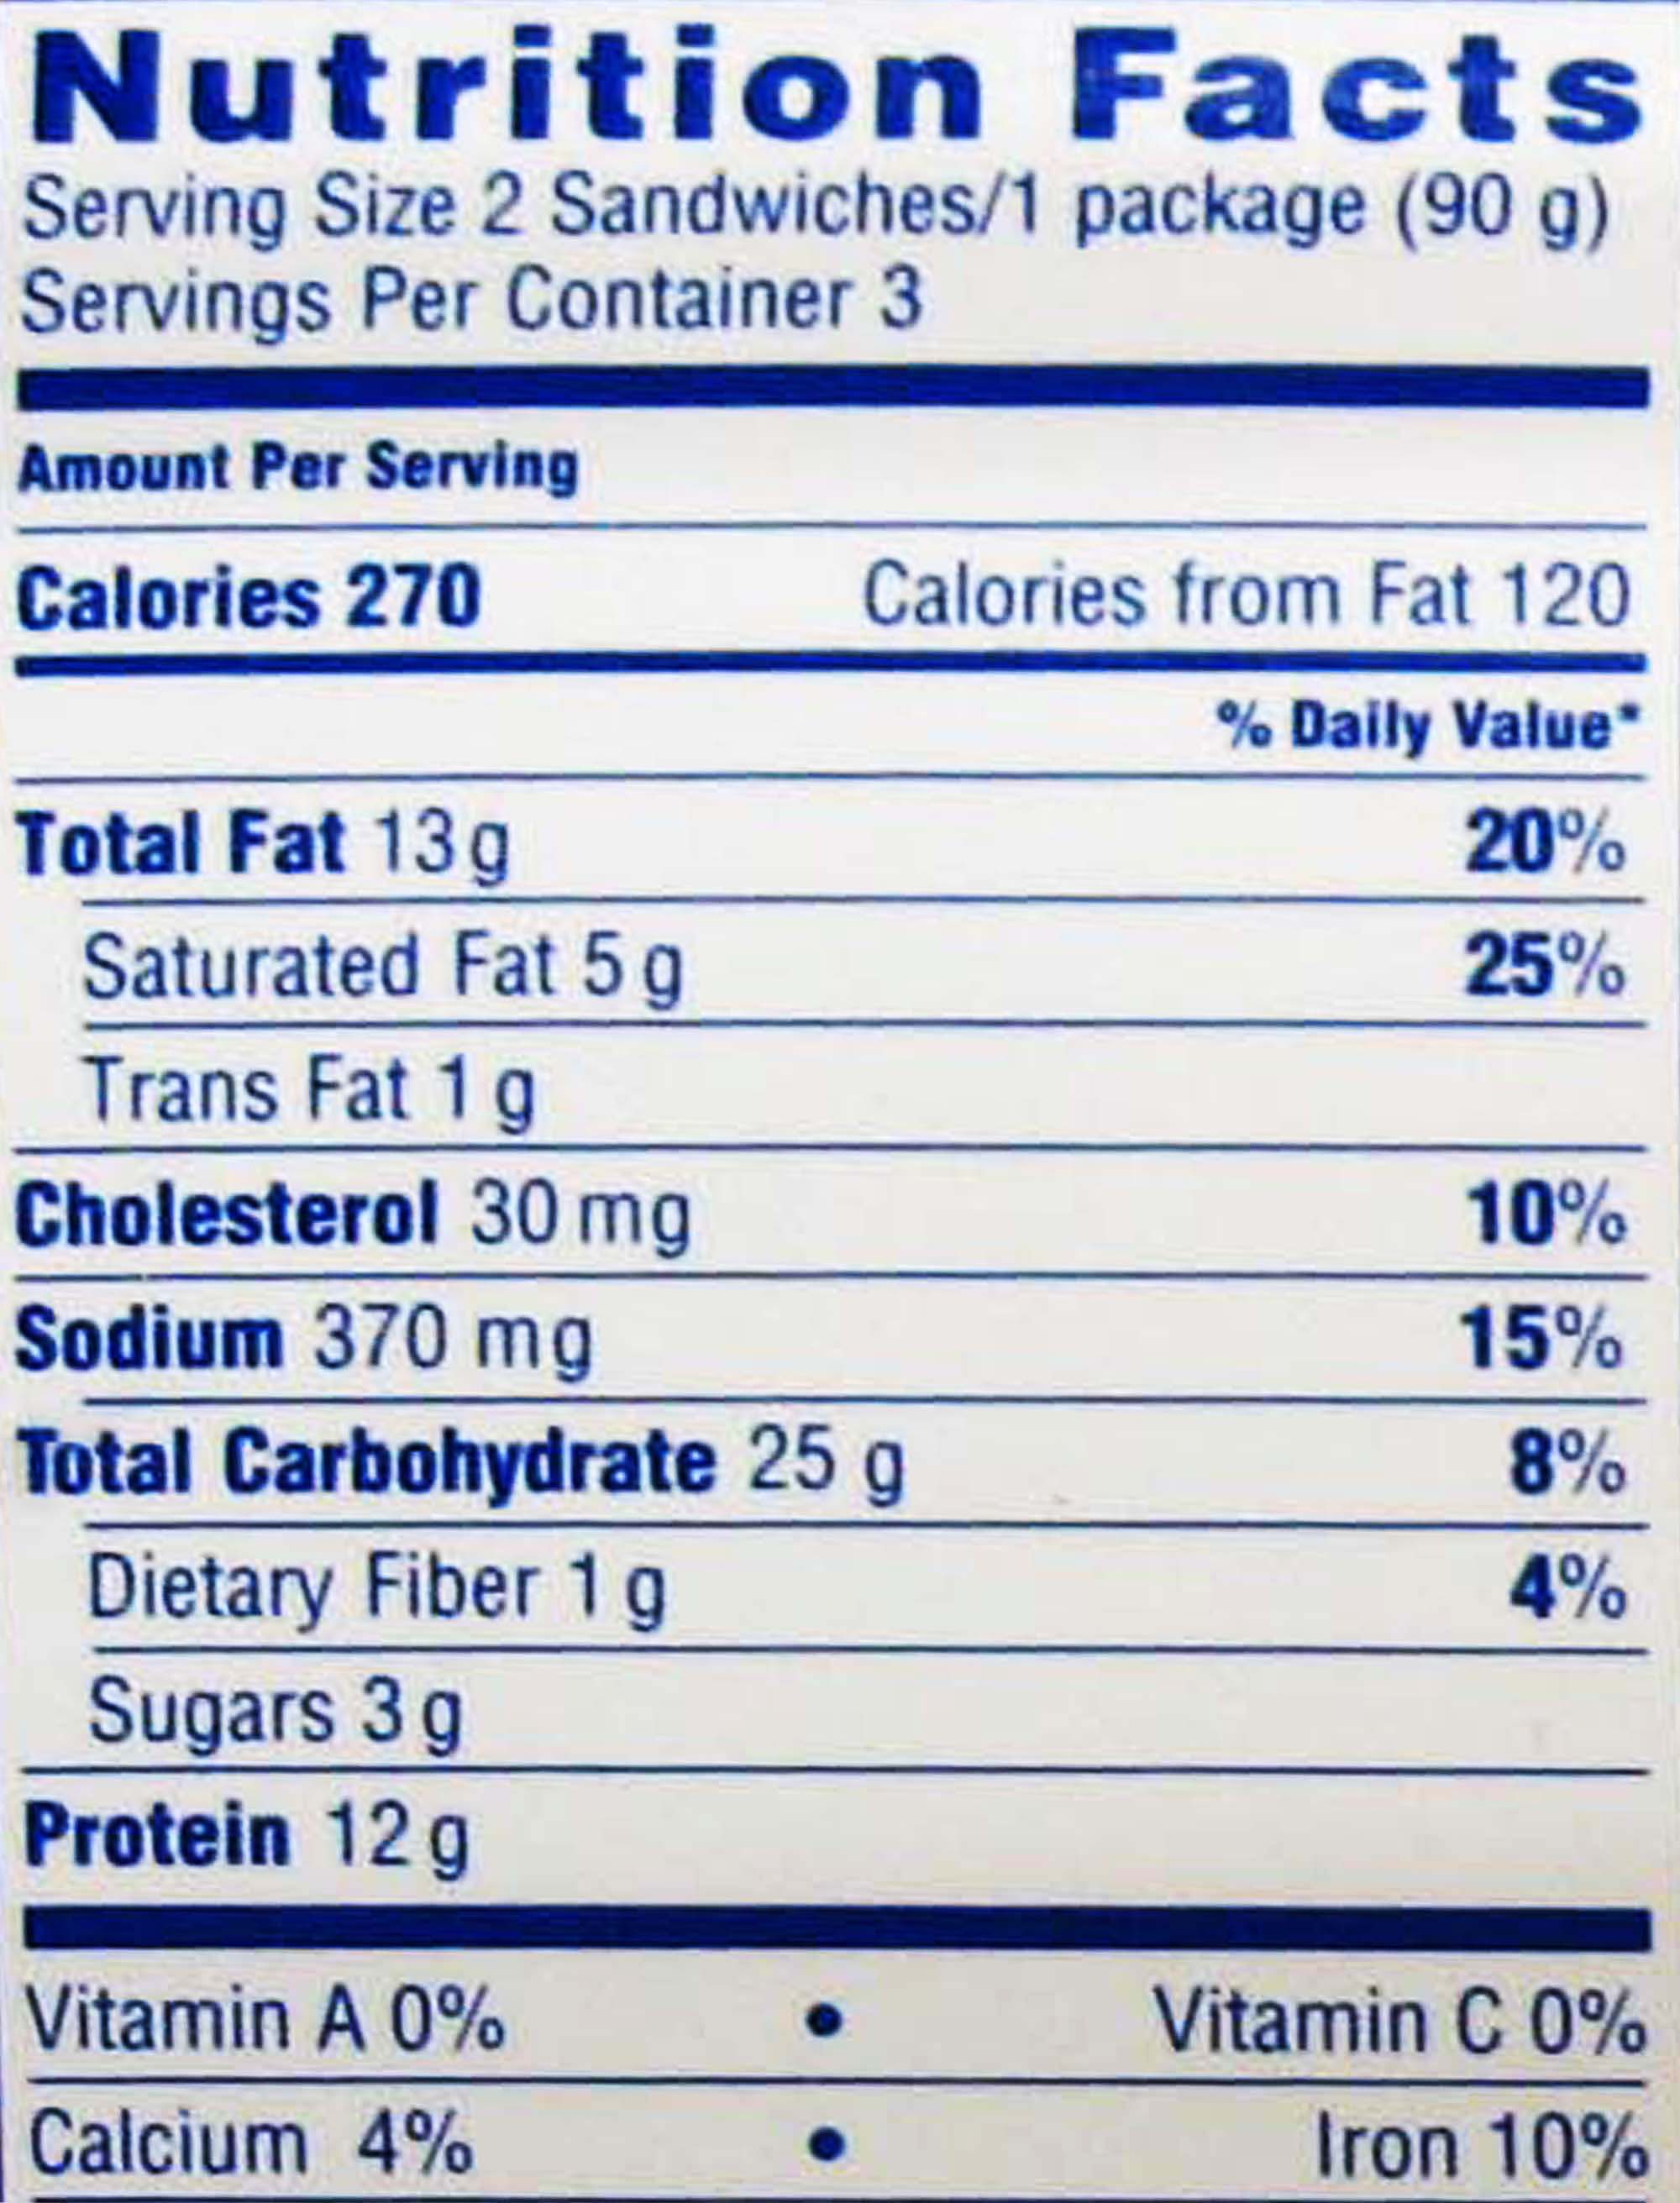 Nutrition Facts
Serving Size 2 Sandwiches/1 package (90 g)
Servings Per Container 3
Amount Per Serving
Calories 270 Calories from Fat 120
% Daily Value*
Total Fat 13 g 20%
Saturated Fat 5 g 25%
Trans Fat 1 g
Cholesterol 30 mg 10%
Sodium 370 mg 15%
Total Carbohydrate 25 g 8%
Dietary Fiber 1 g 4%
Sugars 3 g
Protein 12 g
Vitamin A 0% • Vitamin C 0%
Calcium 4% • Iron 10%